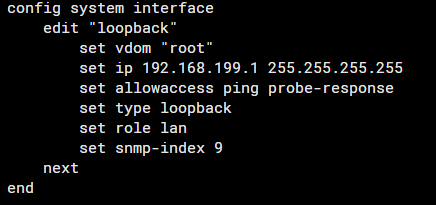 config system interface
    edit "loopback"
        set vdom "root"
        set ip 192.168.199.1 255.255.255.255
        set allowaccess ping probe-response
        set type loopback
        set role lan
        set snmp-index 9
    next
end